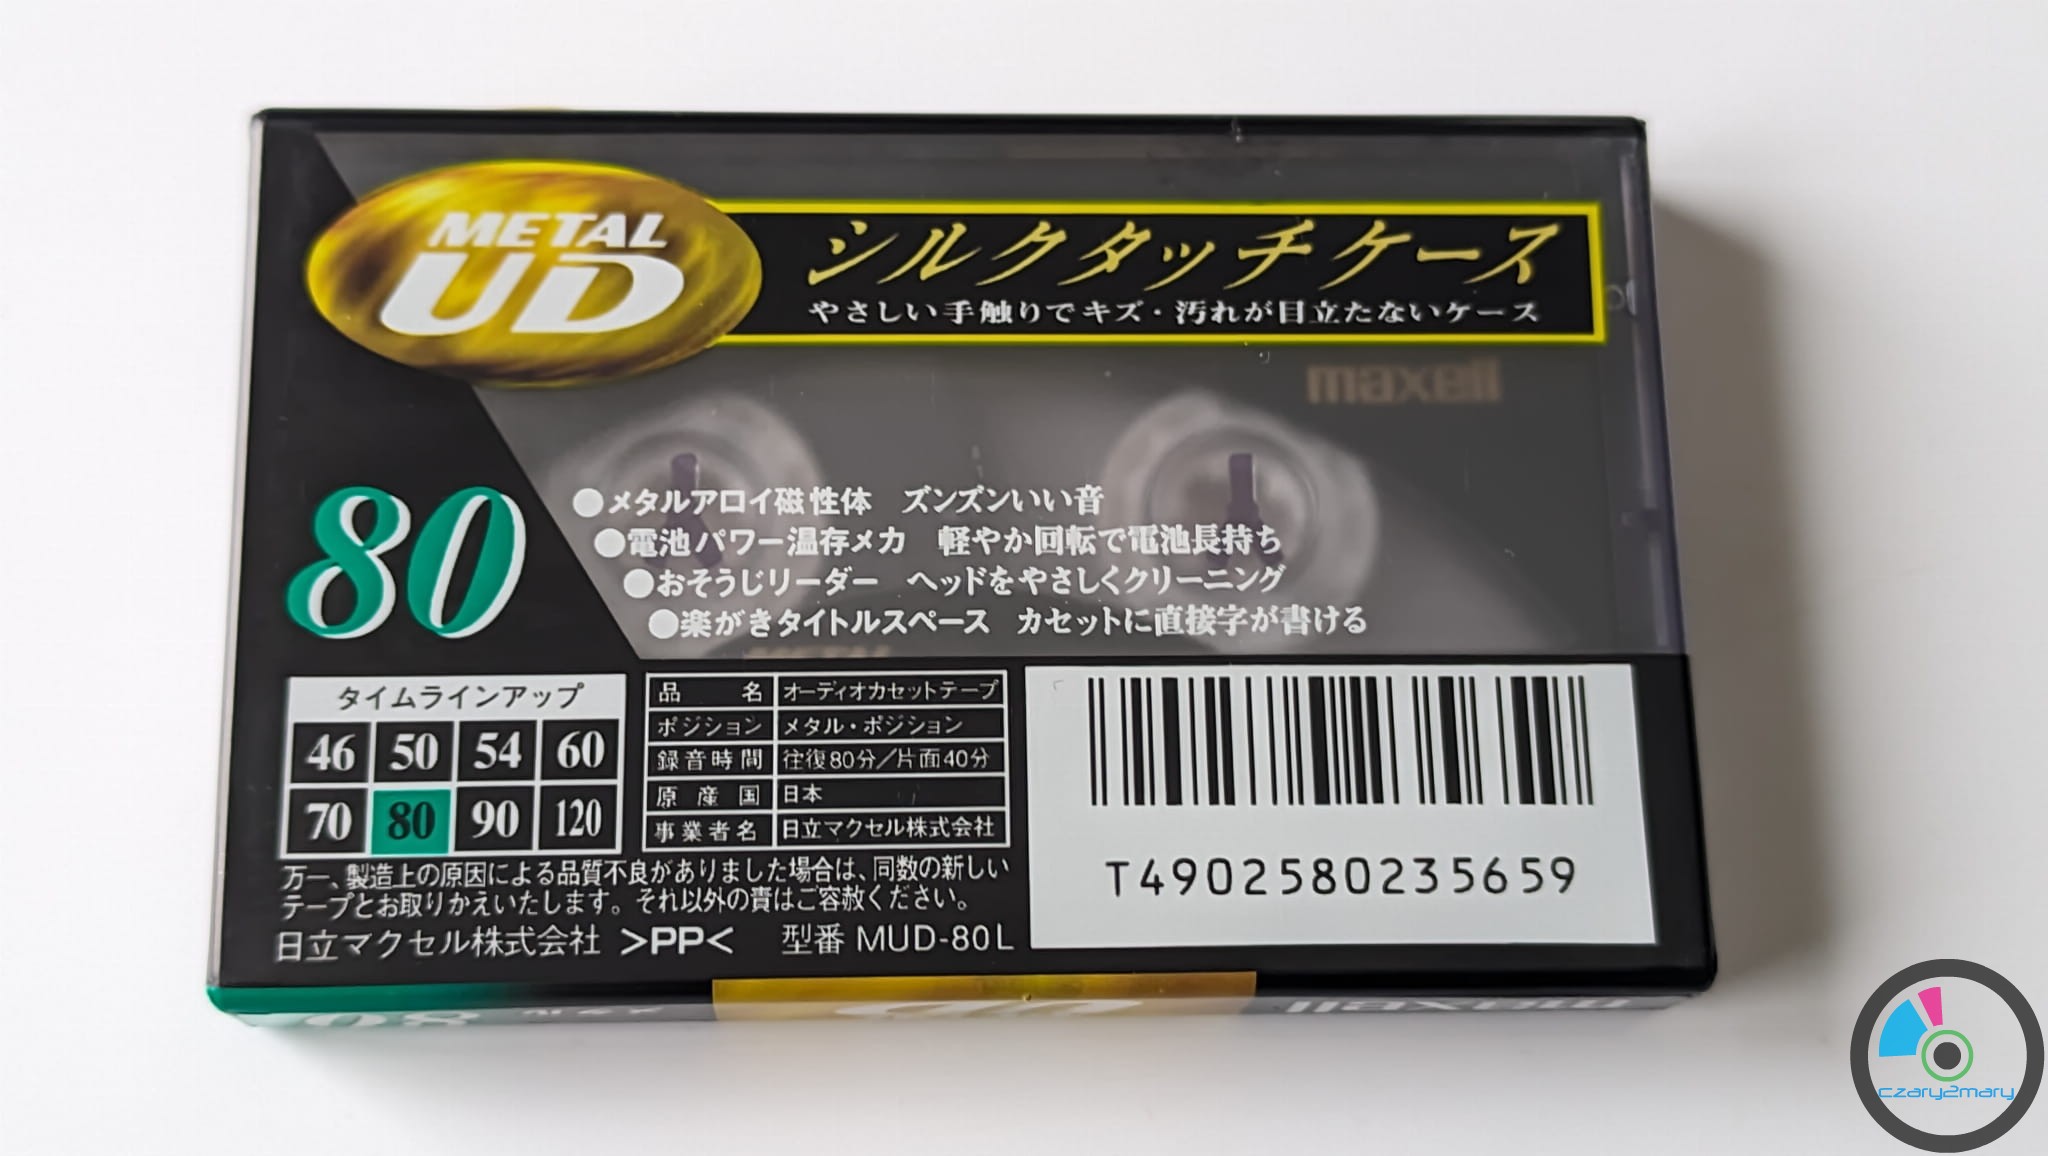 METAL
UD
シルクタッチケース
やさしい手触りでキズ・汚れが目立たないケース
maxell
80
●メタルアロイ磁性体 ズンズンいい音
●電池パワー温存メカ 軽やか回転で電池長持ち
●おそうじリーダー ヘッドをやさしくクリーニング
●楽がきタイトルスペース カセットに直接字が書ける
タイムラインアップ
46 50 54 60
70 80 90 120
品名 オーディオカセットテープ
ポジション メタル・ポジション
録音時間 往復80分/片面40分
原産国 日本
事業者名 日立マクセル株式会社
T4902580235659
万一、製造上の原因による品質不良がありました場合は、同数の新しい
テープとお取りかえいたします。それ以外の責はご容赦ください。
日立マクセル株式会社 >PP< 型番 MUD-80L
80
UD
maxell
czary2mary